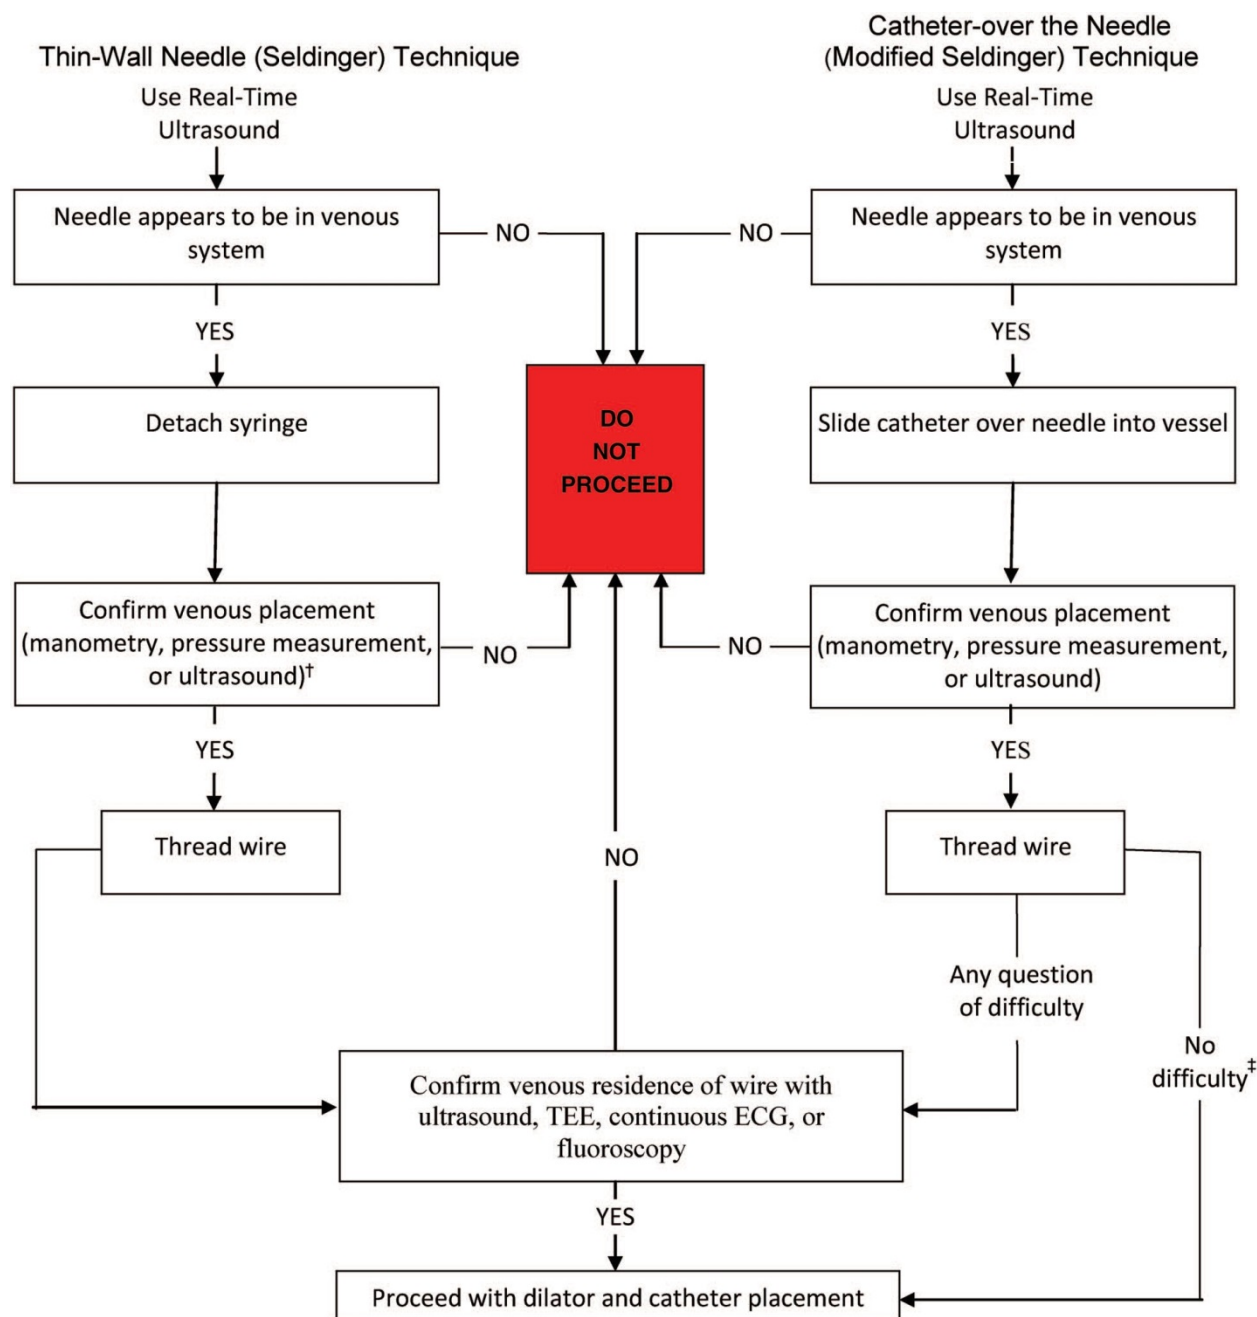 Thin-Wall Needle (Seldinger) Technique
Use Real-Time
Ultrasound
Needle appears to be in venous
system
NO
YES
Detach syringe
Confirm venous placement
(manometry, pressure measurement,
or ultrasound)†
NO
YES
Thread wire
Catheter-over the Needle
(Modified Seldinger) Technique
Use Real-Time
Ultrasound
Needle appears to be in venous
system
NO
YES
Slide catheter over needle into vessel
Confirm venous placement
(manometry, pressure measurement,
or ultrasound)
NO
YES
Thread wire
Any question
of difficulty
No
difficulty‡
DO
NOT
PROCEED
NO
Confirm venous residence of wire with
ultrasound, TEE, continuous ECG, or
fluoroscopy
YES
Proceed with dilator and catheter placement